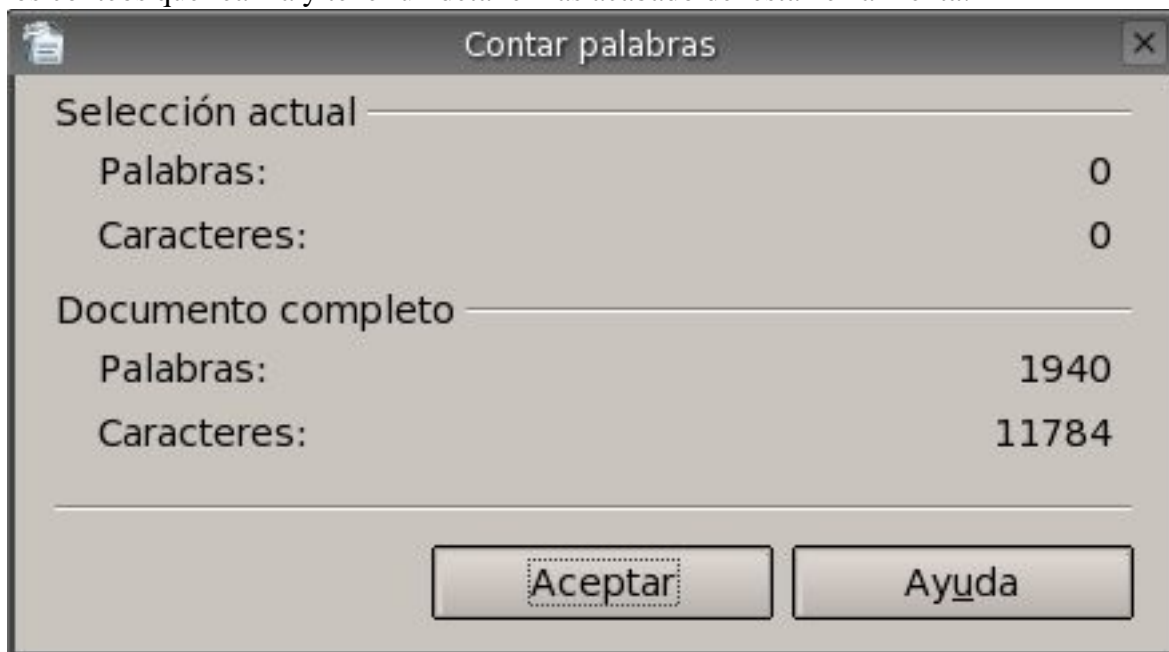 Contar palabras
Selección actual
Palabras: 0
Caracteres: 0
Documento completo
Palabras: 1940
Caracteres: 11784
Aceptar Ayuda